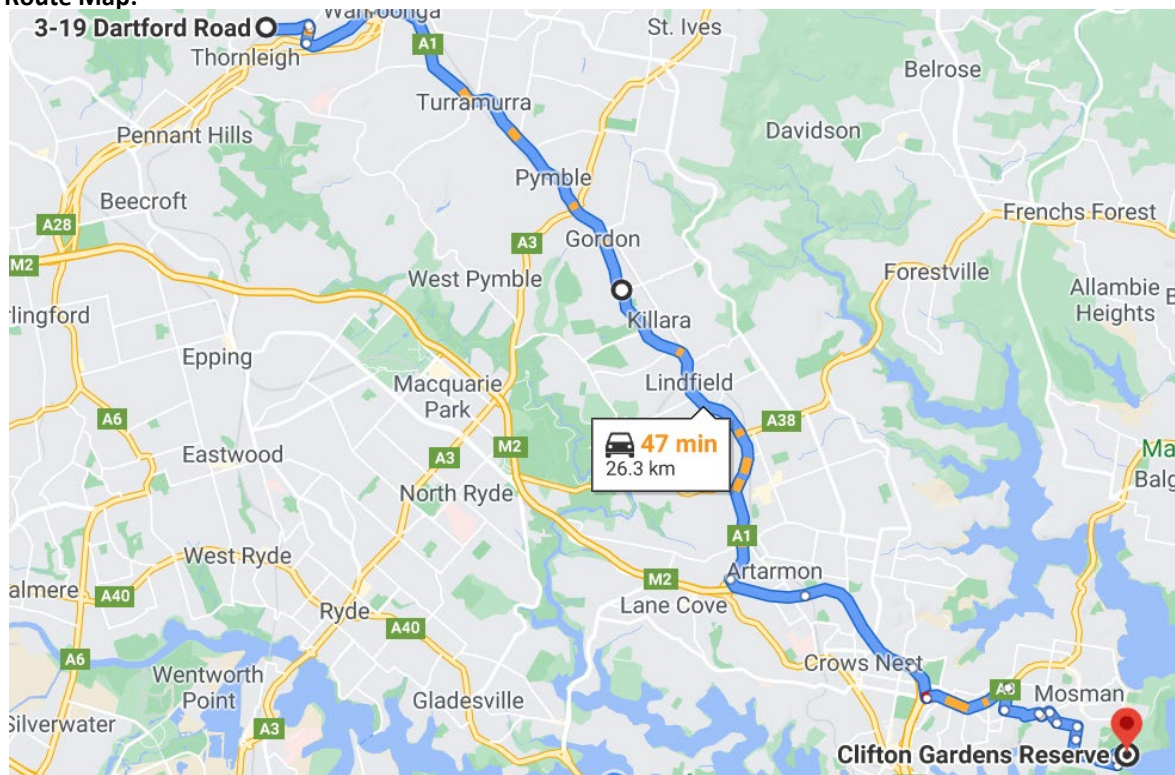 Route Map:
3-19 Dartford Road
Wahroonga
St. Ives
A1
Thornleigh
Belrose
Turramurra
Davidson
Pennant Hills
Pymble
Beecroft
Frenchs Forest
A28
A3
Gordon
M2
West Pymble
Forestville
Allambie
Heights
B
rlingford
Killara
Epping
Lindfield
Macquarie
Park
A6
A38
47 min
26.3 km
M2
Eastwood
A3
Ma
Balg
North Ryde
A1
West Ryde
Artarmon
M2
almere
A40
Lane Cove
Ryde
A40
A6
Crows Nest
Wentworth
Point
Gladesville
A8
Mosman
Silverwater
A3
Clifton Gardens Reserve